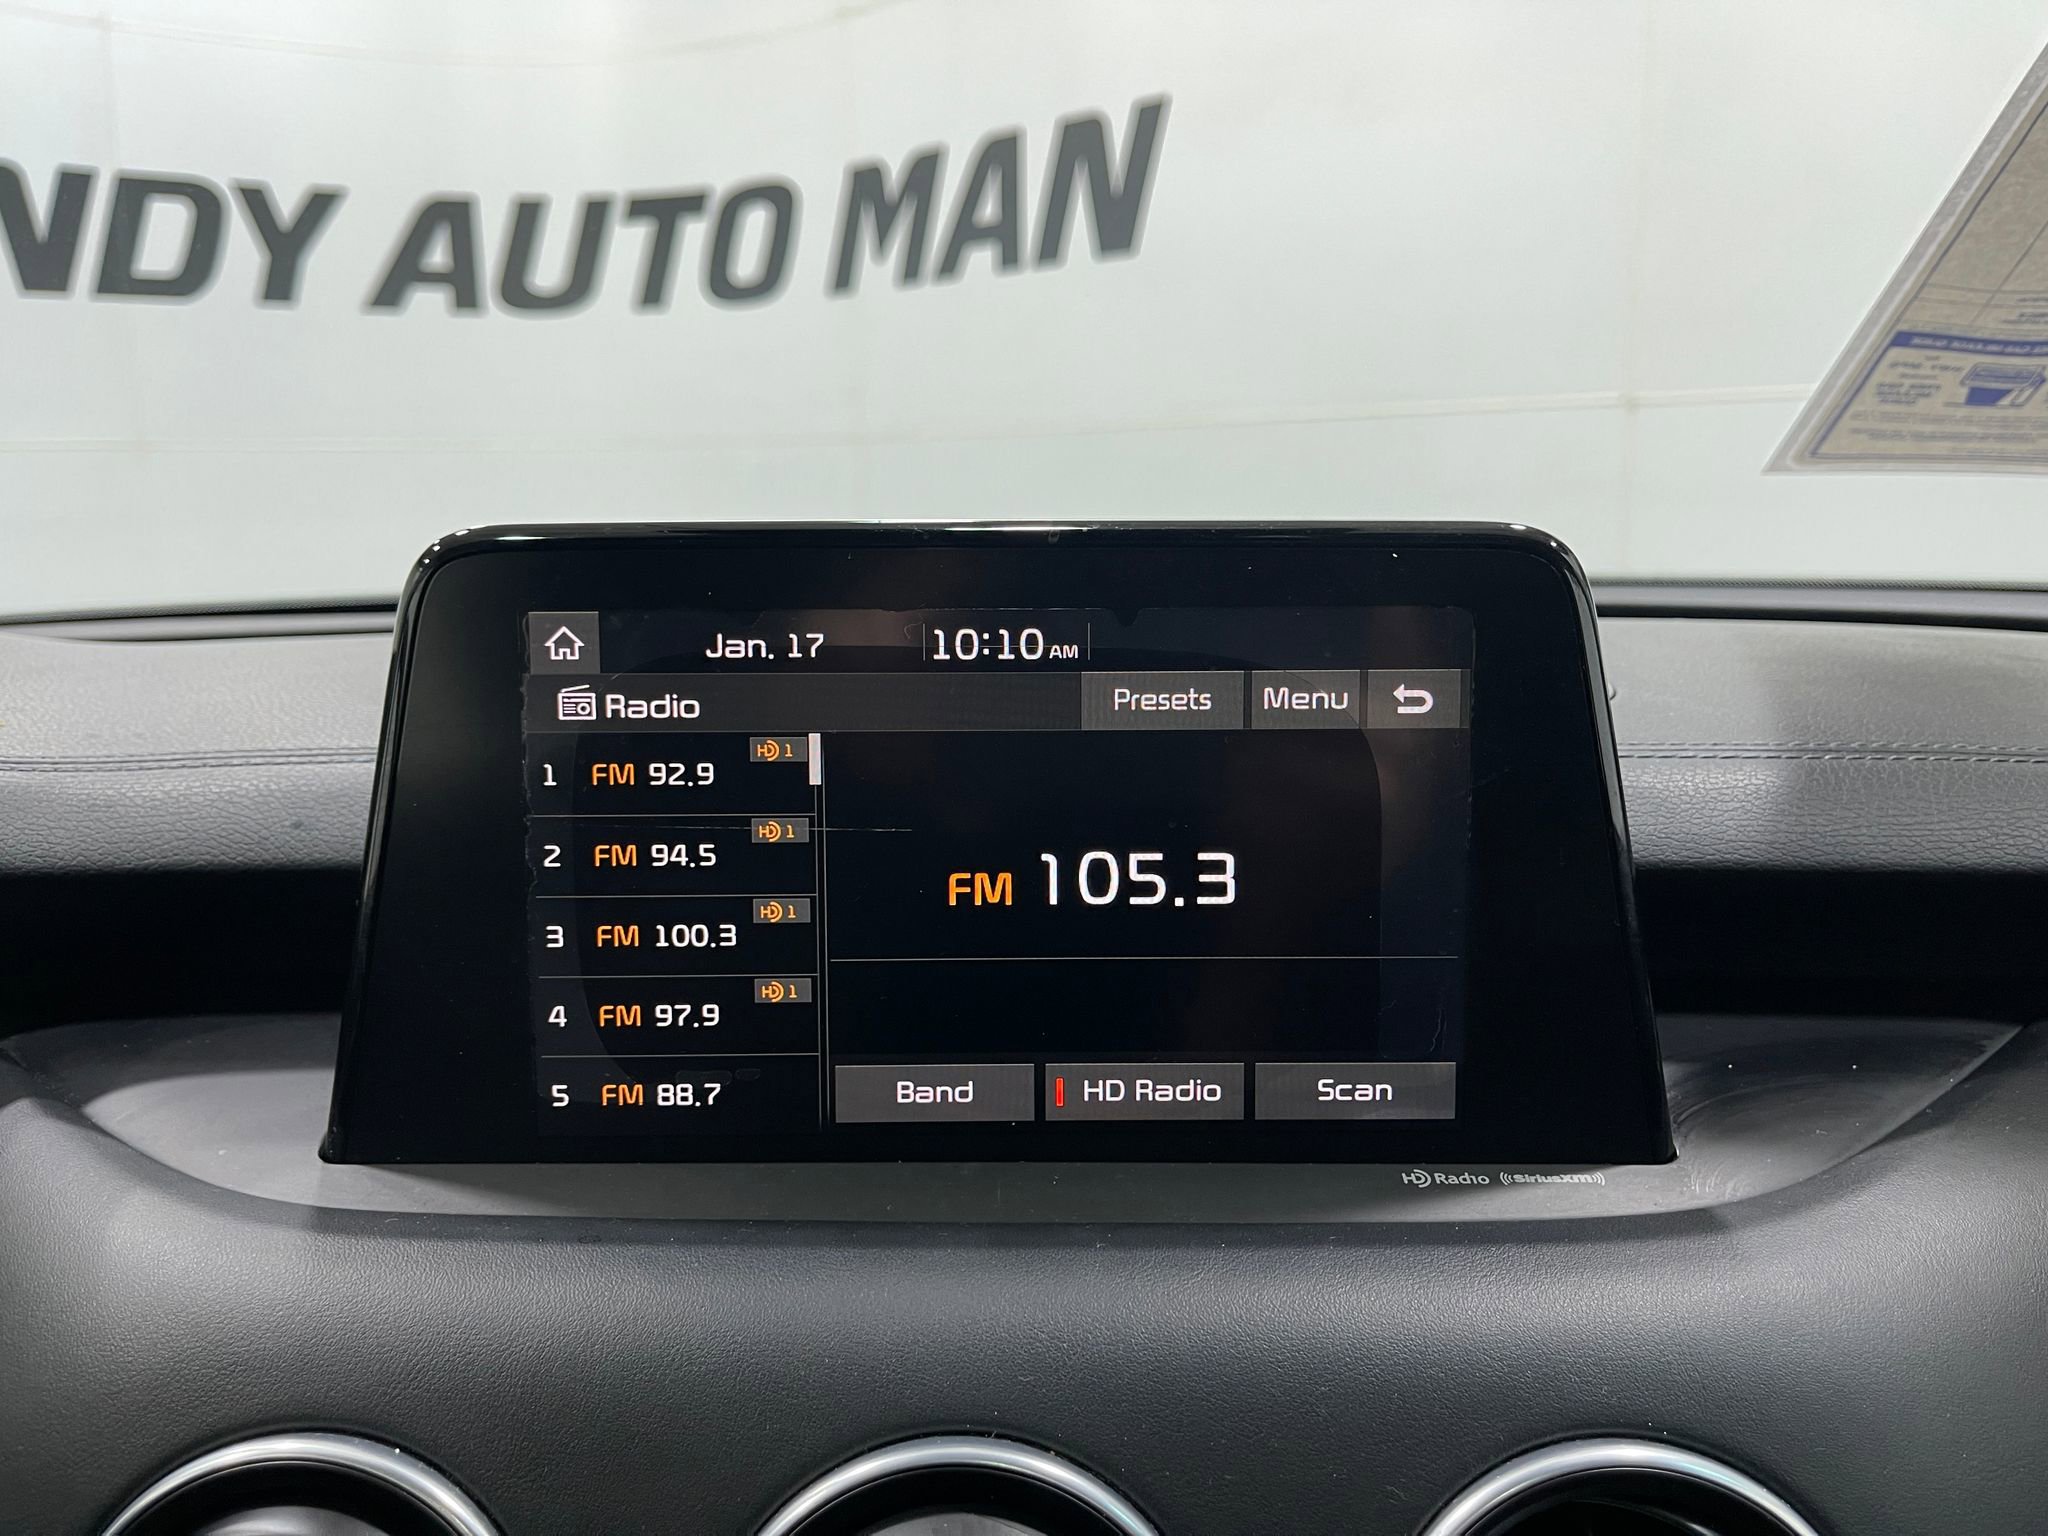 NDY AUTO MAN
Jan. 17 10:10 AM
Radio Presets Menu
1 FM 92.9 HD 1
2 FM 94.5 HD 1
3 FM 100.3 HD 1
4 FM 97.9 HD 1
5 FM 88.7
FM 105.3
Band HD Radio Scan
HD Radio ((SiriusXM))